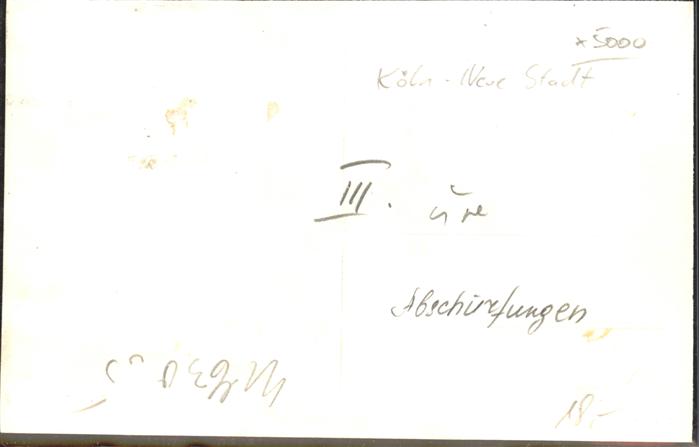 x 5000
Köln - Neue Stadt
III.
Abschürfungen
18,-